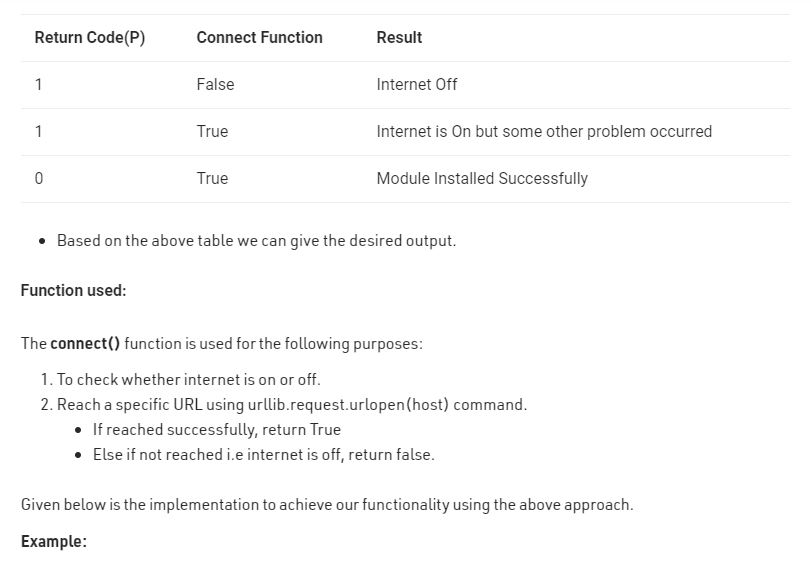 Return Code(P) Connect Function Result
1 False Internet Off
1 True Internet is On but some other problem occurred
0 True Module Installed Successfully
• Based on the above table we can give the desired output.
Function used:
The connect() function is used for the following purposes:
1. To check whether internet is on or off.
2. Reach a specific URL using urllib.request.urlopen(host) command.
• If reached successfully, return True
• Else if not reached i.e internet is off, return false.
Given below is the implementation to achieve our functionality using the above approach.
Example: